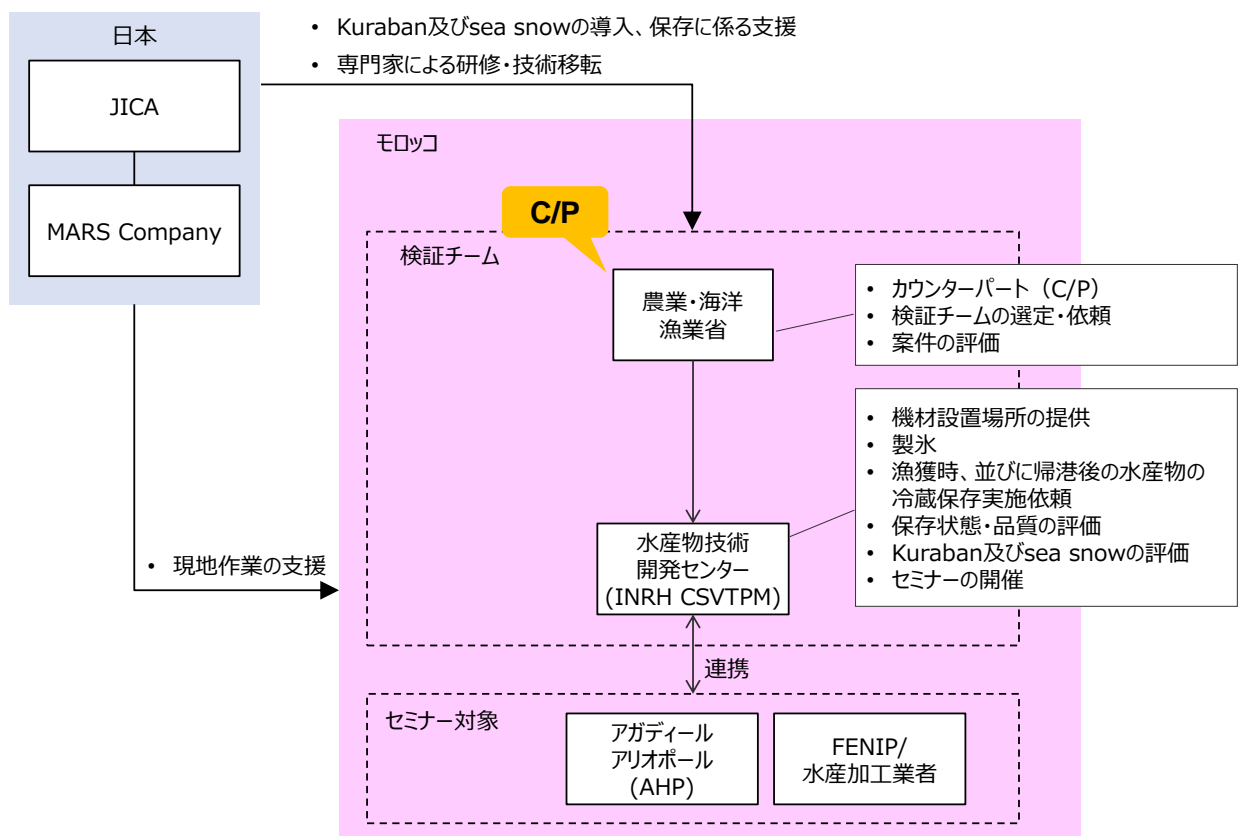 日本
JICA
MARS Company
• Kuraban及びsea snowの導入、保存に係る支援
• 専門家による研修・技術移転
モロッコ
C/P
検証チーム
農業・海洋
漁業省
• カウンターパート（C/P）
• 検証チームの選定・依頼
• 案件の評価
• 機材設置場所の提供
• 製氷
• 漁獲時、並びに帰港後の水産物の
冷蔵保存実施依頼
• 保存状態・品質の評価
• Kuraban及びsea snowの評価
• セミナーの開催
水産物技術
開発センター
(INRH CSVTPM)
• 現地作業の支援
連携
セミナー対象
アガディール
アリオポール
(AHP)
FENIP/
水産加工業者